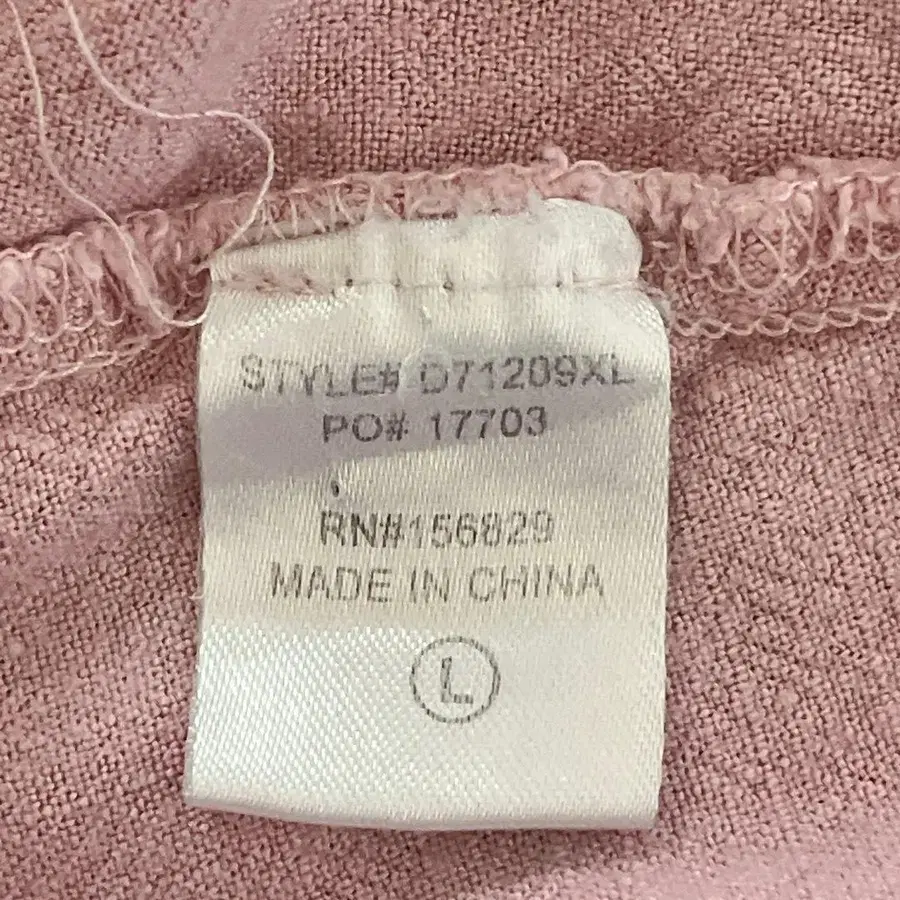 STYLE# D71209XL
PO# 17703
RN#156829
MADE IN CHINA
L